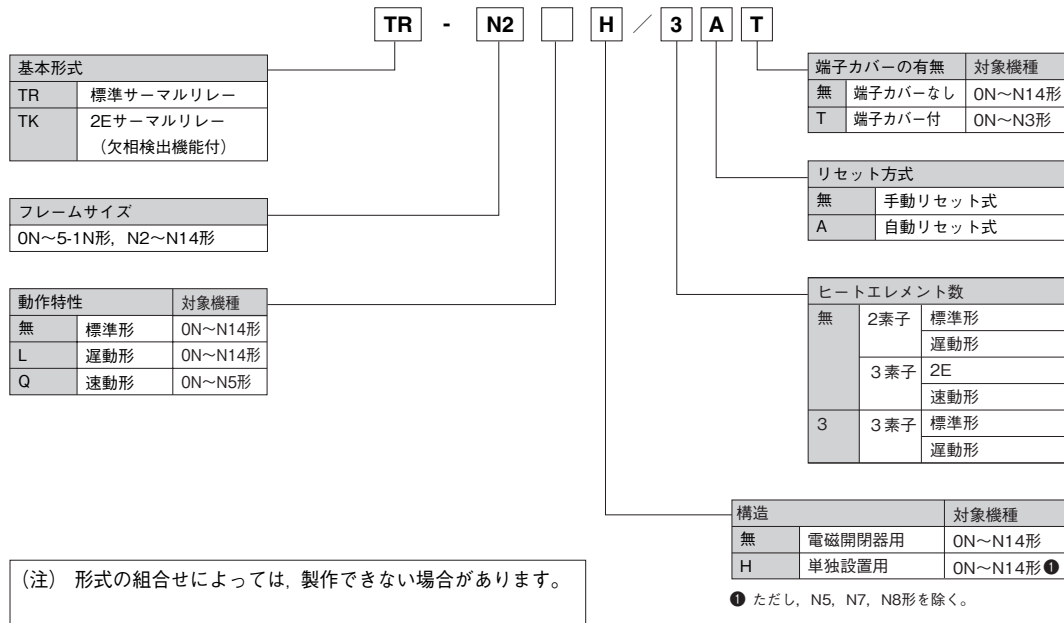 TR - N2 H ／ 3 A T
基本形式
TR 標準サーマルリレー
TK 2Eサーマルリレー
（欠相検出機能付）
フレームサイズ
0N～5-1N形，N2～N14形
動作特性 対象機種
無 標準形 0N～N14形
L 遅動形 0N～N14形
Q 速動形 0N～N5形
端子カバーの有無 対象機種
無 端子カバーなし 0N～N14形
T 端子カバー付 0N～N3形
リセット方式
無 手動リセット式
A 自動リセット式
ヒートエレメント数
無 2素子 標準形
遅動形
３素子 2E
速動形
3 ３素子 標準形
遅動形
構造 対象機種
無 電磁開閉器用 0N～N14形
H 単独設置用 0N～N14形❶
❶ ただし，N5，N7，N8形を除く。
（注） 形式の組合せによっては，製作できない場合があります。